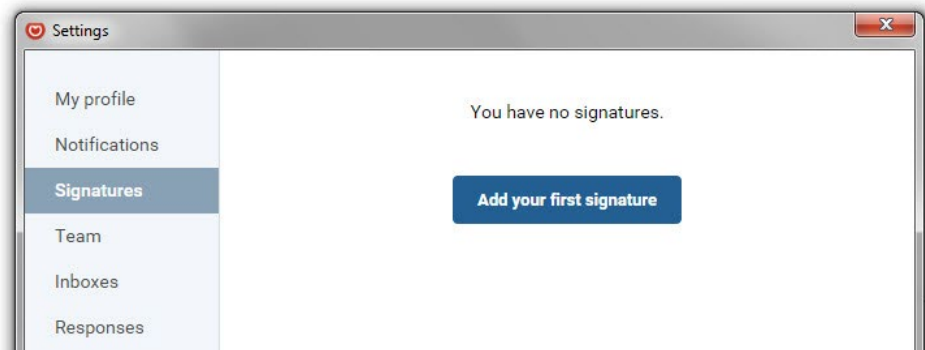 Settings
My profile
Notifications
Signatures
Team
Inboxes
Responses
You have no signatures.
Add your first signature